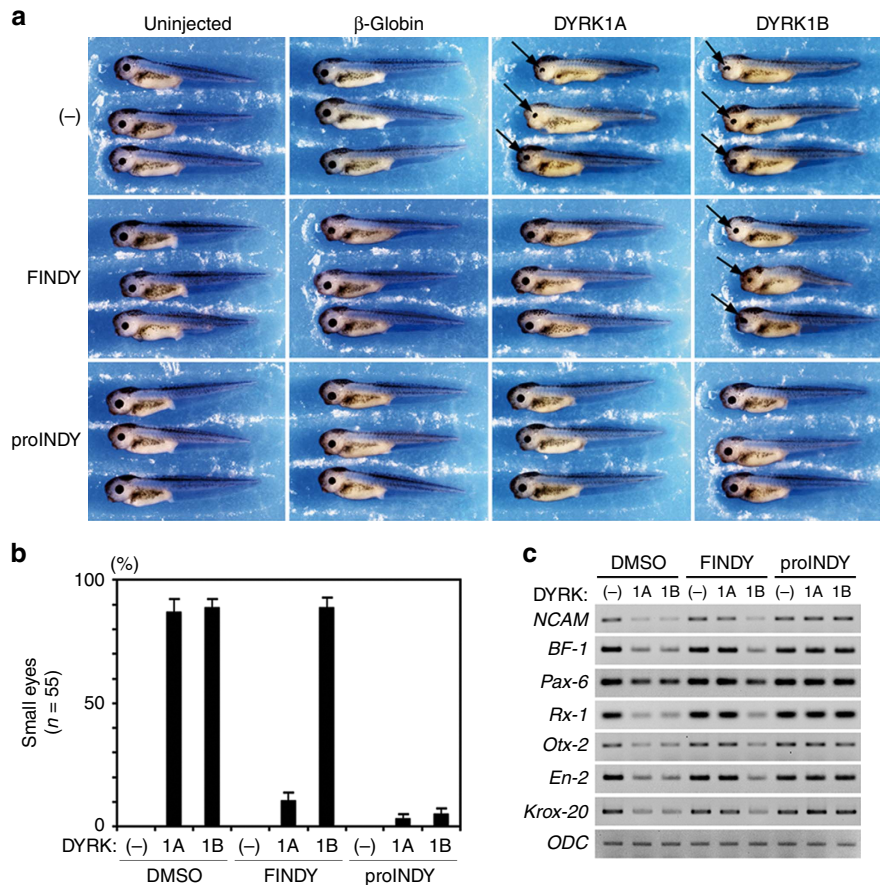 a
Uninjected β-Globin DYRK1A DYRK1B
(–)
FINDY
proINDY
b
(%)
100
50
0
Small eyes
(n = 55)
DYRK: (–) 1A 1B (–) 1A 1B (–) 1A 1B
DMSO FINDY proINDY
c
DMSO FINDY proINDY
DYRK: (–) 1A 1B (–) 1A 1B (–) 1A 1B
NCAM
BF-1
Pax-6
Rx-1
Otx-2
En-2
Krox-20
ODC